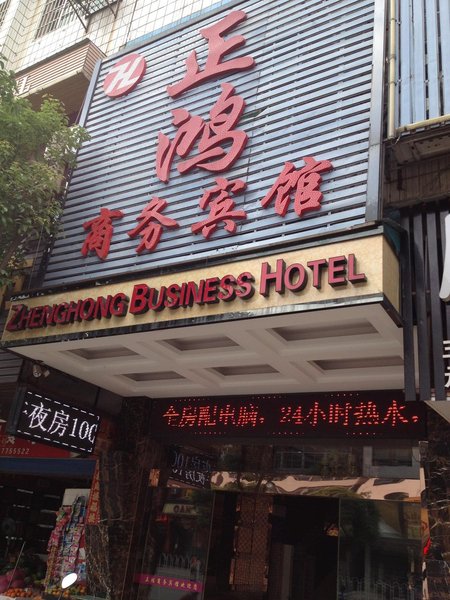 正鸿
商务宾馆
ZHENGHONG BUSINESS HOTEL
全房配电脑，24小时热水，
夜房100
7785522